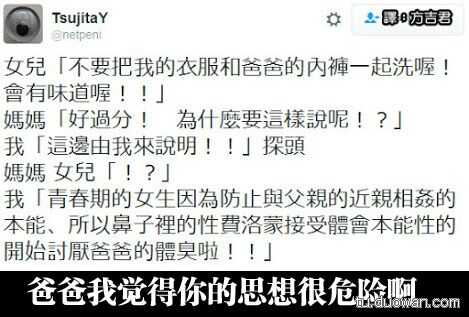 TsujitaY
@netpeni
譯：方吉君
女兒「不要把我的衣服和爸爸的內褲一起洗喔！
會有味道喔！！」
媽媽「好過分！　為什麼要這樣說呢！？」
我「這邊由我來說明！！」探頭
媽媽 女兒「！？」
我「青春期的女生因為防止與父親的近親相姦的
本能、所以鼻子裡的性費洛蒙接受體會本能性的
開始討厭爸爸的體臭啦！！」
爸爸我觉得你的思想很危险啊
tu.duowan.com